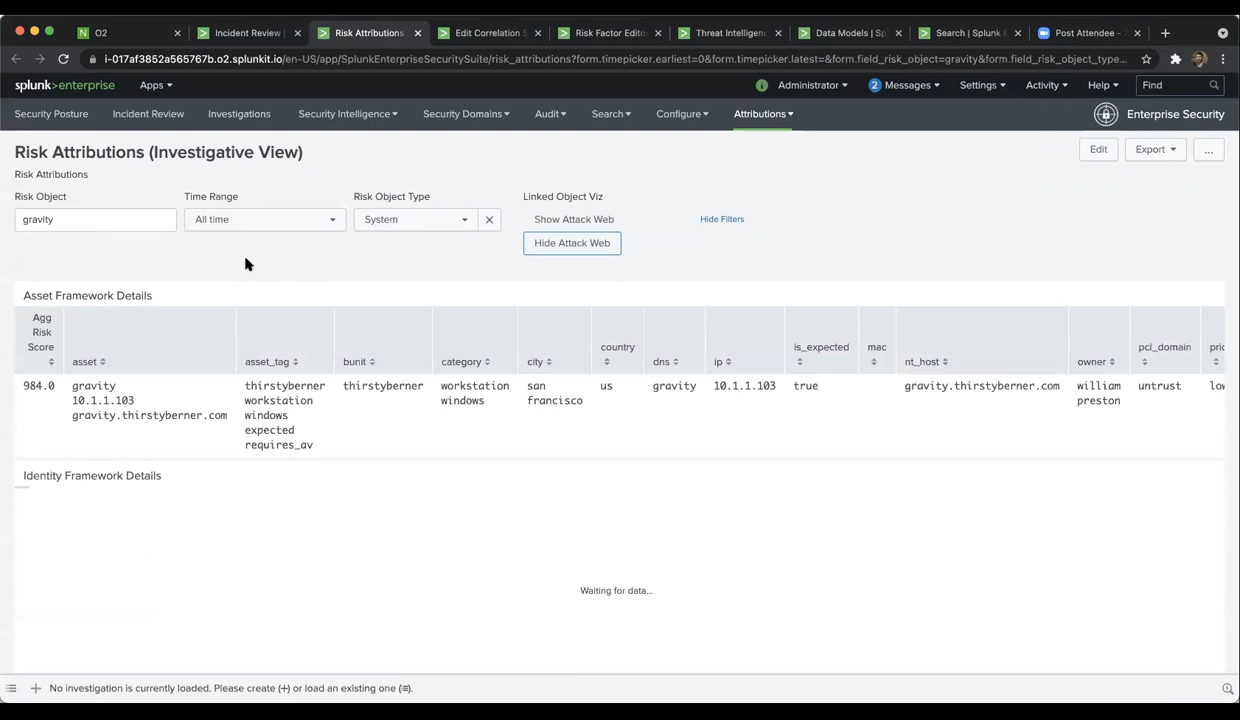 O2
Incident Review |
Risk Attributions
Edit Correlation S
Risk Factor Edito
Threat Intelligenc
Data Models | Sp
Search | Splunk E
Post Attendee - J
i-017af3852a565767b.o2.splunkit.io/en-US/app/SplunkEnterpriseSecuritySuite/risk_attributions?form.timepicker.earliest=0&form.timepicker.latest=&form.field_risk_object=gravity&form.field_risk_object_type...
splunk>enterprise
Apps
Administrator
2 Messages
Settings
Activity
Help
Find
Security Posture
Incident Review
Investigations
Security Intelligence
Security Domains
Audit
Search
Configure
Attributions
Enterprise Security
Risk Attributions (Investigative View)
Edit
Export
...
Risk Attributions
Risk Object
Time Range
Risk Object Type
Linked Object Viz
gravity
All time
System
Show Attack Web
Hide Filters
Hide Attack Web
Asset Framework Details
Agg Risk Score
asset
asset_tag
bunit
category
city
country
dns
ip
is_expected
mac
nt_host
owner
pci_domain
pric
984.0
gravity
10.1.1.103
gravity.thirstyberner.com
thirstyberner
workstation
windows
expected
requires_av
thirstyberner
workstation
windows
san
francisco
us
gravity
10.1.1.103
true
gravity.thirstyberner.com
william
preston
untrust
low
Identity Framework Details
Waiting for data...
No investigation is currently loaded. Please create (+) or load an existing one (≡).